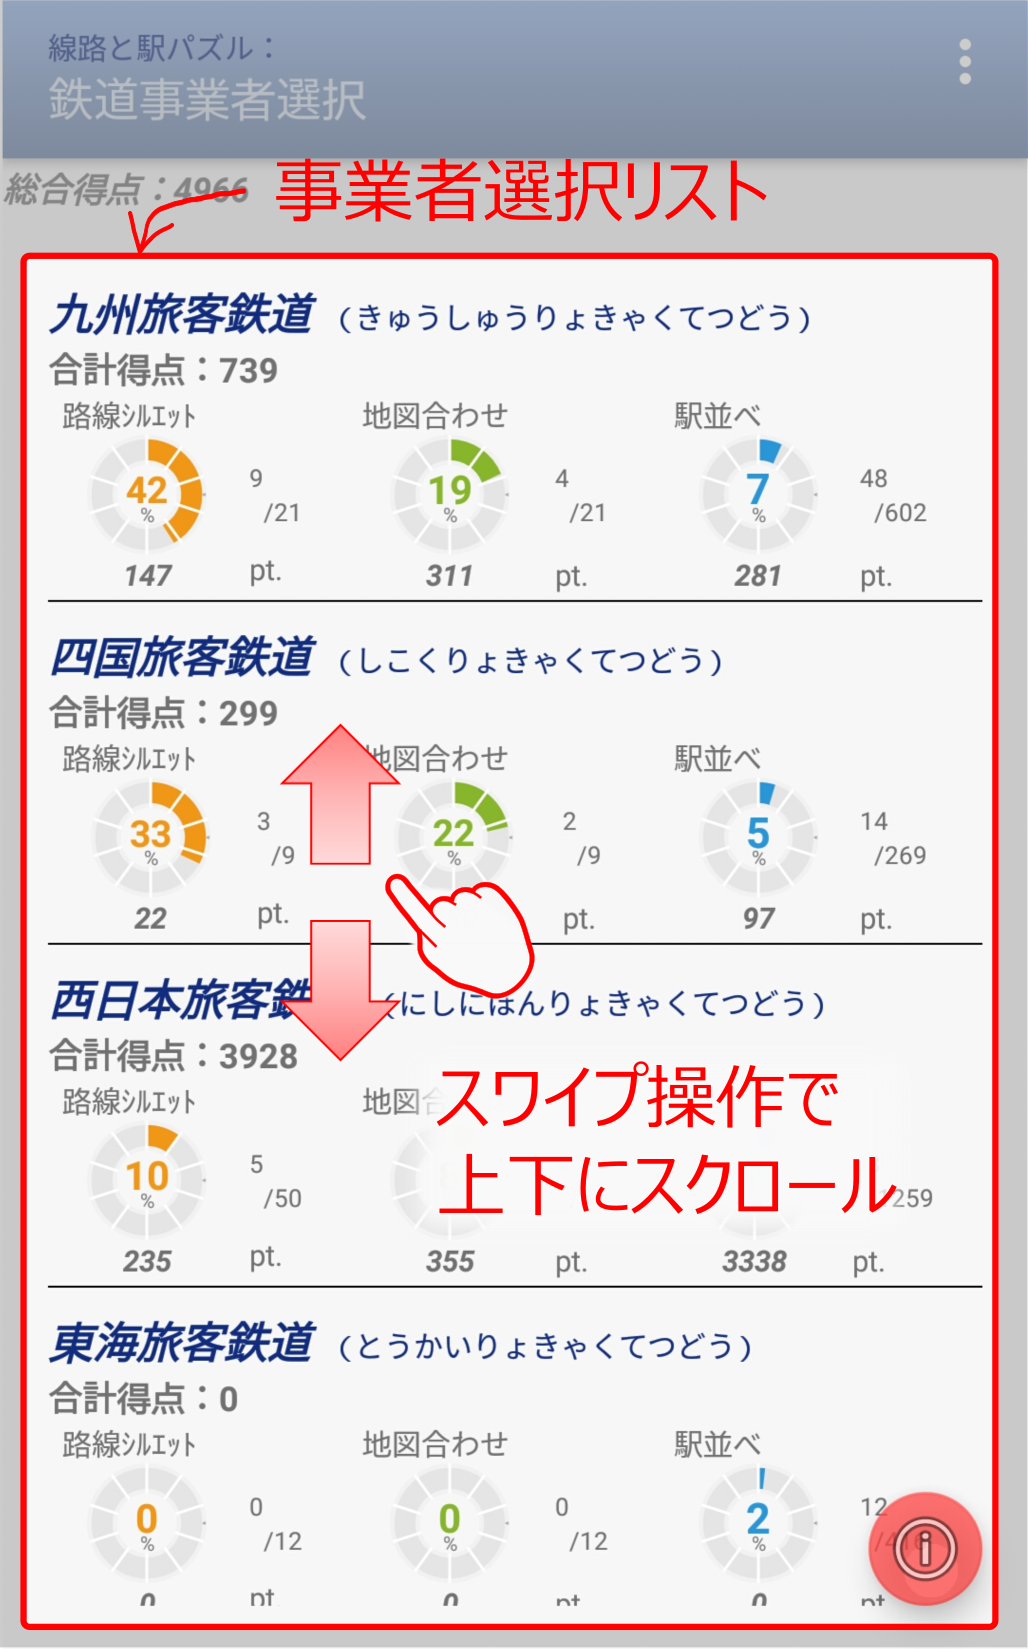 線路と駅パズル：
鉄道事業者選択
総合得点：4966
事業者選択リスト
九州旅客鉄道 （きゅうしゅうりょきゃくてつどう）
合計得点：739
路線ｼﾙｴｯﾄ 地図合わせ 駅並べ
42 % 9 /21 19 % 4 /21 7 % 48 /602
147 pt. 311 pt. 281 pt.
四国旅客鉄道 （しこくりょきゃくてつどう）
合計得点：299
路線ｼﾙｴｯﾄ 地図合わせ 駅並べ
33 % 3 /9 22 % 2 /9 5 % 14 /269
22 pt. pt. 97 pt.
西日本旅客鉄 （にしにほんりょきゃくてつどう）
合計得点：3928
路線ｼﾙｴｯﾄ 地図
スワイプ操作で
上下にスクロール
10 % 5 /50 259
235 pt. 355 pt. 3338 pt.
東海旅客鉄道 （とうかいりょきゃくてつどう）
合計得点：0
路線ｼﾙｴｯﾄ 地図合わせ 駅並べ
0 % 0 /12 0 % 0 /12 2 % 12 /416
0 pt 0 pt 0 pt